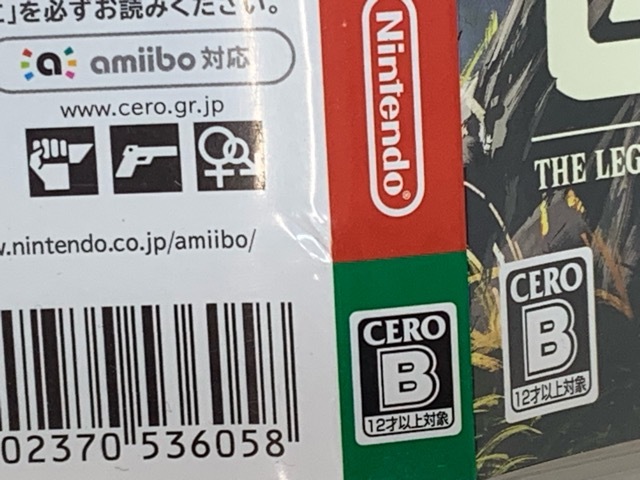 」を必ずお読みください。
a amiibo 対応
www.cero.gr.jp
w.nintendo.co.jp/amiibo/
02370 536058
Nintendo
CERO
B
12才以上対象
THE LEG
CERO
B
12才以上対象